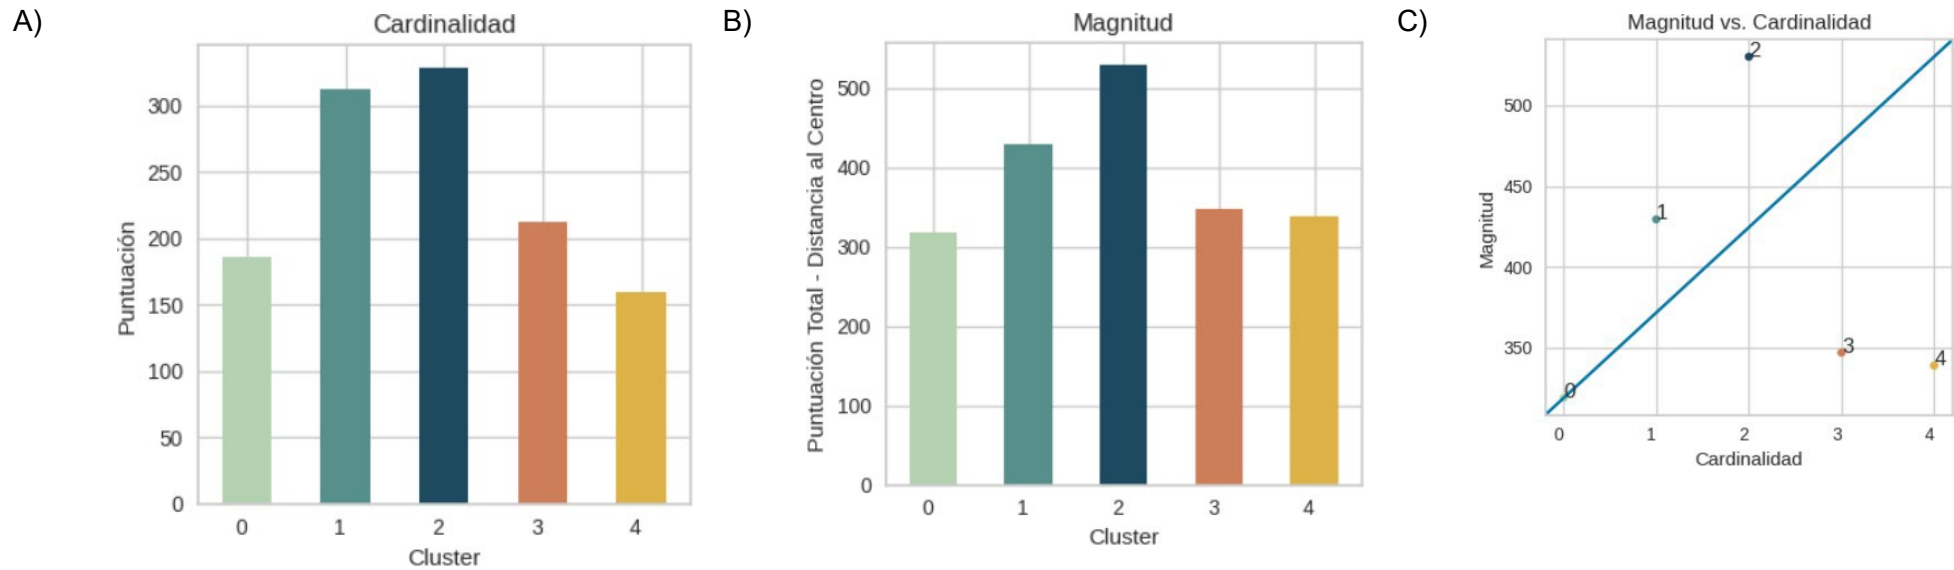 A)
Cardinalidad
Puntuación
300
250
200
150
100
50
0
0 1 2 3 4
Cluster
B)
Magnitud
Puntuación Total - Distancia al Centro
500
400
300
200
100
0
0 1 2 3 4
Cluster
C)
Magnitud vs. Cardinalidad
Magnitud
500
450
400
350
2
1
3
4
0
0 1 2 3 4
Cardinalidad